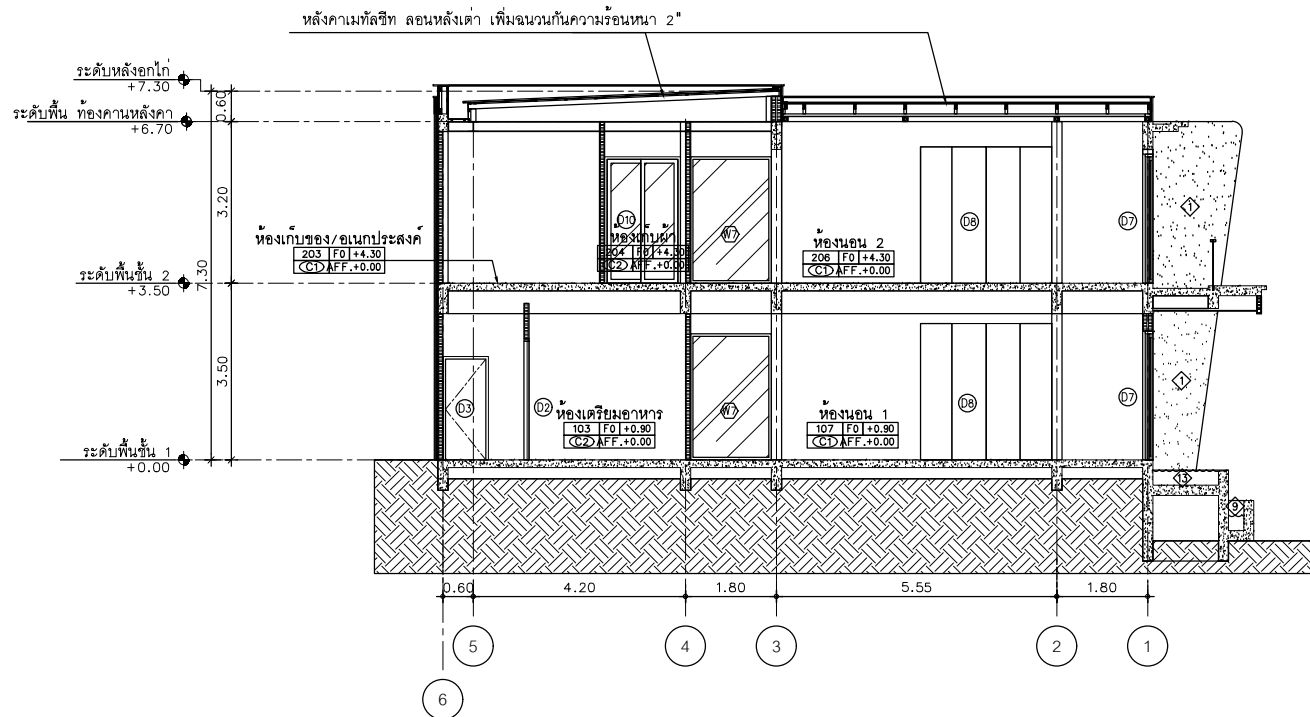 หลังคาเมทัลชีท ลอนหลังเต่า เพิ่มฉนวนกันความร้อนหนา 2"
ระดับหลังอกไก่
+7.30
0.60
ระดับพื้น ท้องคานหลังคา
+6.70
3.20
7.30
ห้องเก็บของ/อเนกประสงค์
203 F0 +4.30
C1 AFF.+0.00
D10
ห้องเก็บผ้า
204 F0 +4.30
C2 AFF.+0.00
W7
ห้องนอน 2
206 F0 +4.30
C1 AFF.+0.00
D8
D7
1
ระดับพื้นชั้น 2
+3.50
3.50
D3
D2
ห้องเตรียมอาหาร
103 F0 +0.90
C2 AFF.+0.00
W7
ห้องนอน 1
107 F0 +0.90
C1 AFF.+0.00
D8
D7
1
ระดับพื้นชั้น 1
+0.00
13
9
0.60 4.20 1.80 5.55 1.80
5 4 3 2 1
6